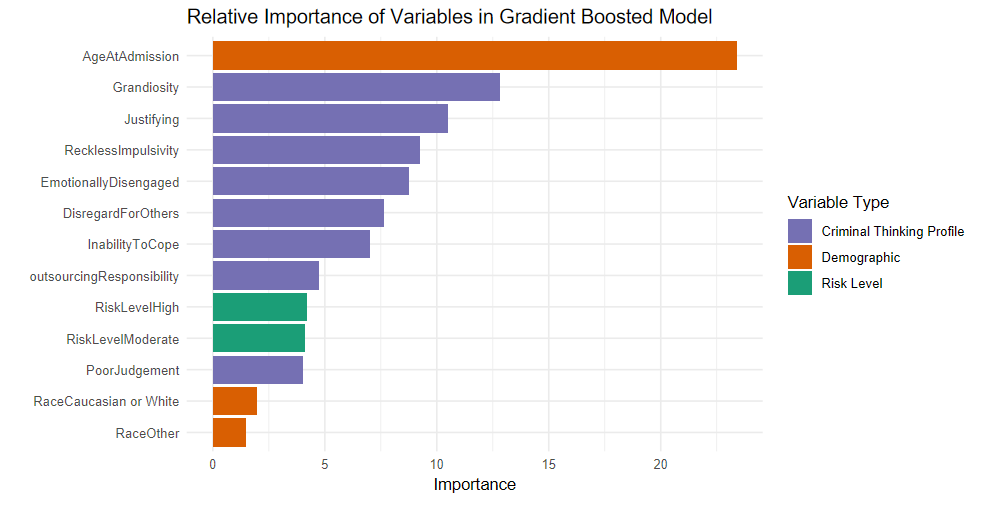 Relative Importance of Variables in Gradient Boosted Model
AgeAtAdmission
Grandiosity
Justifying
RecklessImpulsivity
EmotionallyDisengaged
DisregardForOthers
InabilityToCope
outsourcingResponsibility
RiskLevelHigh
RiskLevelModerate
PoorJudgement
RaceCaucasian or White
RaceOther
0 5 10 15 20
Importance
Variable Type
Criminal Thinking Profile
Demographic
Risk Level